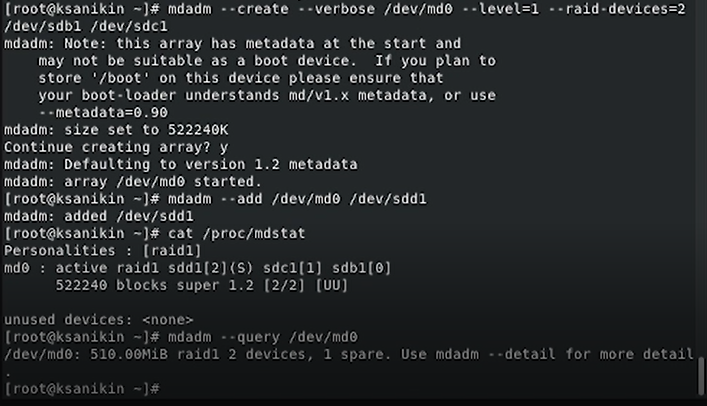 [root@ksanikin ~]# mdadm --create --verbose /dev/md0 --level=1 --raid-devices=2
/dev/sdb1 /dev/sdc1
mdadm: Note: this array has metadata at the start and
    may not be suitable as a boot device.  If you plan to
    store '/boot' on this device please ensure that
    your boot-loader understands md/v1.x metadata, or use
    --metadata=0.90
mdadm: size set to 522240K
Continue creating array? y
mdadm: Defaulting to version 1.2 metadata
mdadm: array /dev/md0 started.
[root@ksanikin ~]# mdadm --add /dev/md0 /dev/sdd1
mdadm: added /dev/sdd1
[root@ksanikin ~]# cat /proc/mdstat
Personalities : [raid1]
md0 : active raid1 sdd1[2](S) sdc1[1] sdb1[0]
      522240 blocks super 1.2 [2/2] [UU]
unused devices: <none>
[root@ksanikin ~]# mdadm --query /dev/md0
/dev/md0: 510.00MiB raid1 2 devices, 1 spare. Use mdadm --detail for more detail
.
[root@ksanikin ~]#